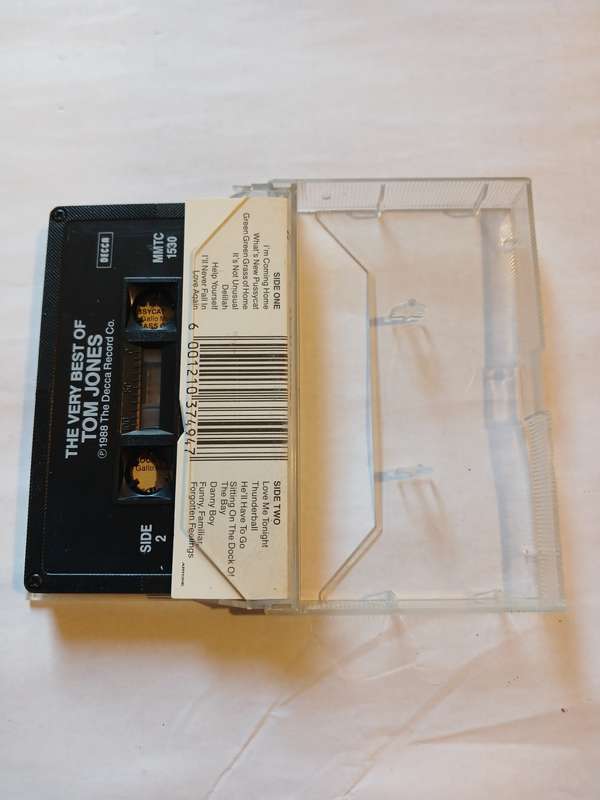 DECCA
MMTC
1530
THE VERY BEST OF
TOM JONES
℗ 1988 The Decca Record Co.
SIDE
2
SIDE ONE
I'm Coming Home
What's New Pussycat
Green Green Grass of Home
It's Not Unusual
Delilah
Help Yourself
I'll Never Fall In
Love Again
6 001210 374947
SIDE TWO
Love Me Tonight
Thunderball
He'll Have To Go
Sitting On The Dock Of
The Bay
Danny Boy
Funny, Familiar,
Forgotten Feelings